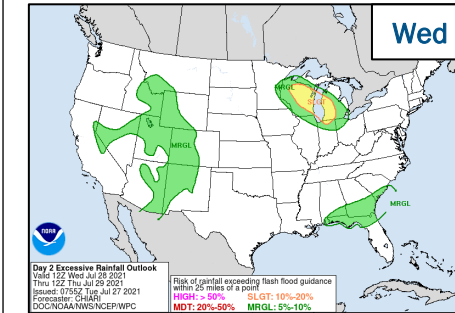 Wed
MRGL
SLGT
MRGL
MRGL
NOAA
Day 2 Excessive Rainfall Outlook
Valid 12Z Wed Jul 28 2021
Thru 12Z Thu Jul 29 2021
Issued: 0755Z Tue Jul 27 2021
Forecaster: CHIARI
DOC/NOAA/NWS/NCEP/WPC
Risk of rainfall exceeding flash flood guidance
within 25 miles of a point
HIGH: > 50% SLGT: 10%-20%
MDT: 20%-50% MRGL: 5%-10%